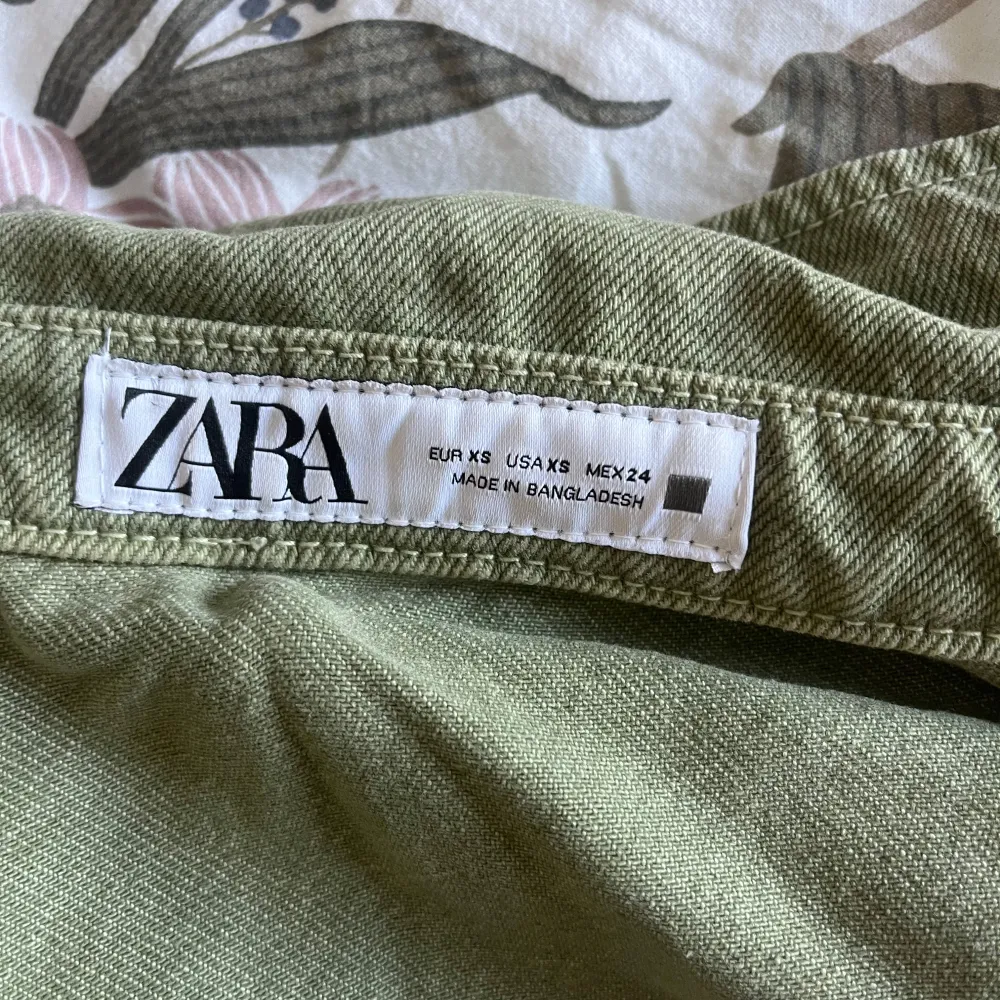 ZARA
EUR XS USA XS MEX 24
MADE IN BANGLADESH